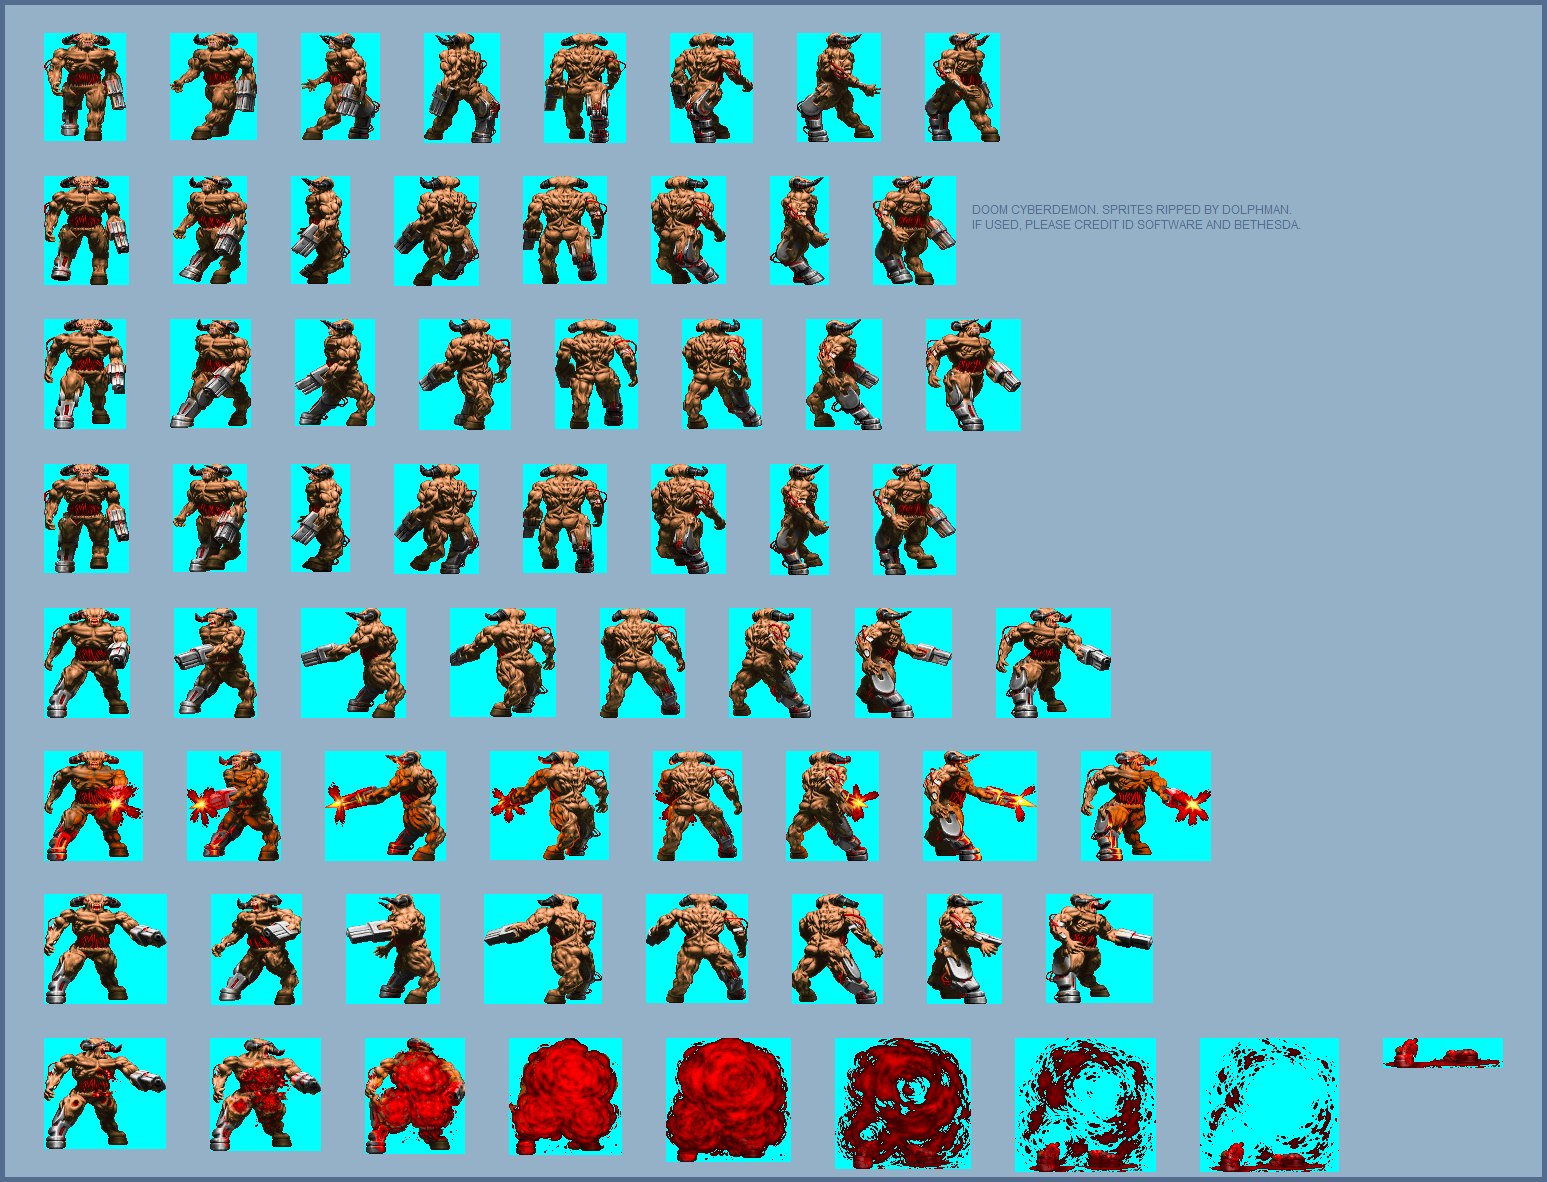 DOOM CYBERDEMON. SPRITES RIPPED BY DOLPHMAN.
IF USED, PLEASE CREDIT ID SOFTWARE AND BETHESDA.